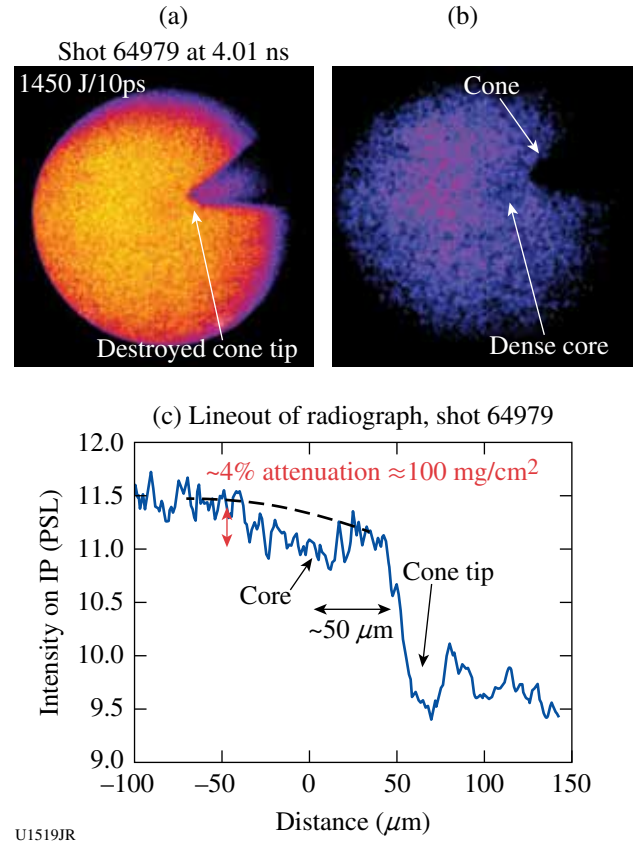 (a)
(b)
Shot 64979 at 4.01 ns
1450 J/10ps
Destroyed cone tip
Cone
Dense core
(c) Lineout of radiograph, shot 64979
12.0
11.5
11.0
10.5
10.0
9.5
9.0
Intensity on IP (PSL)
~4% attenuation ≈100 mg/cm²
Core
~50 μm
Cone tip
−100
−50
0
50
100
150
Distance (μm)
U1519JR